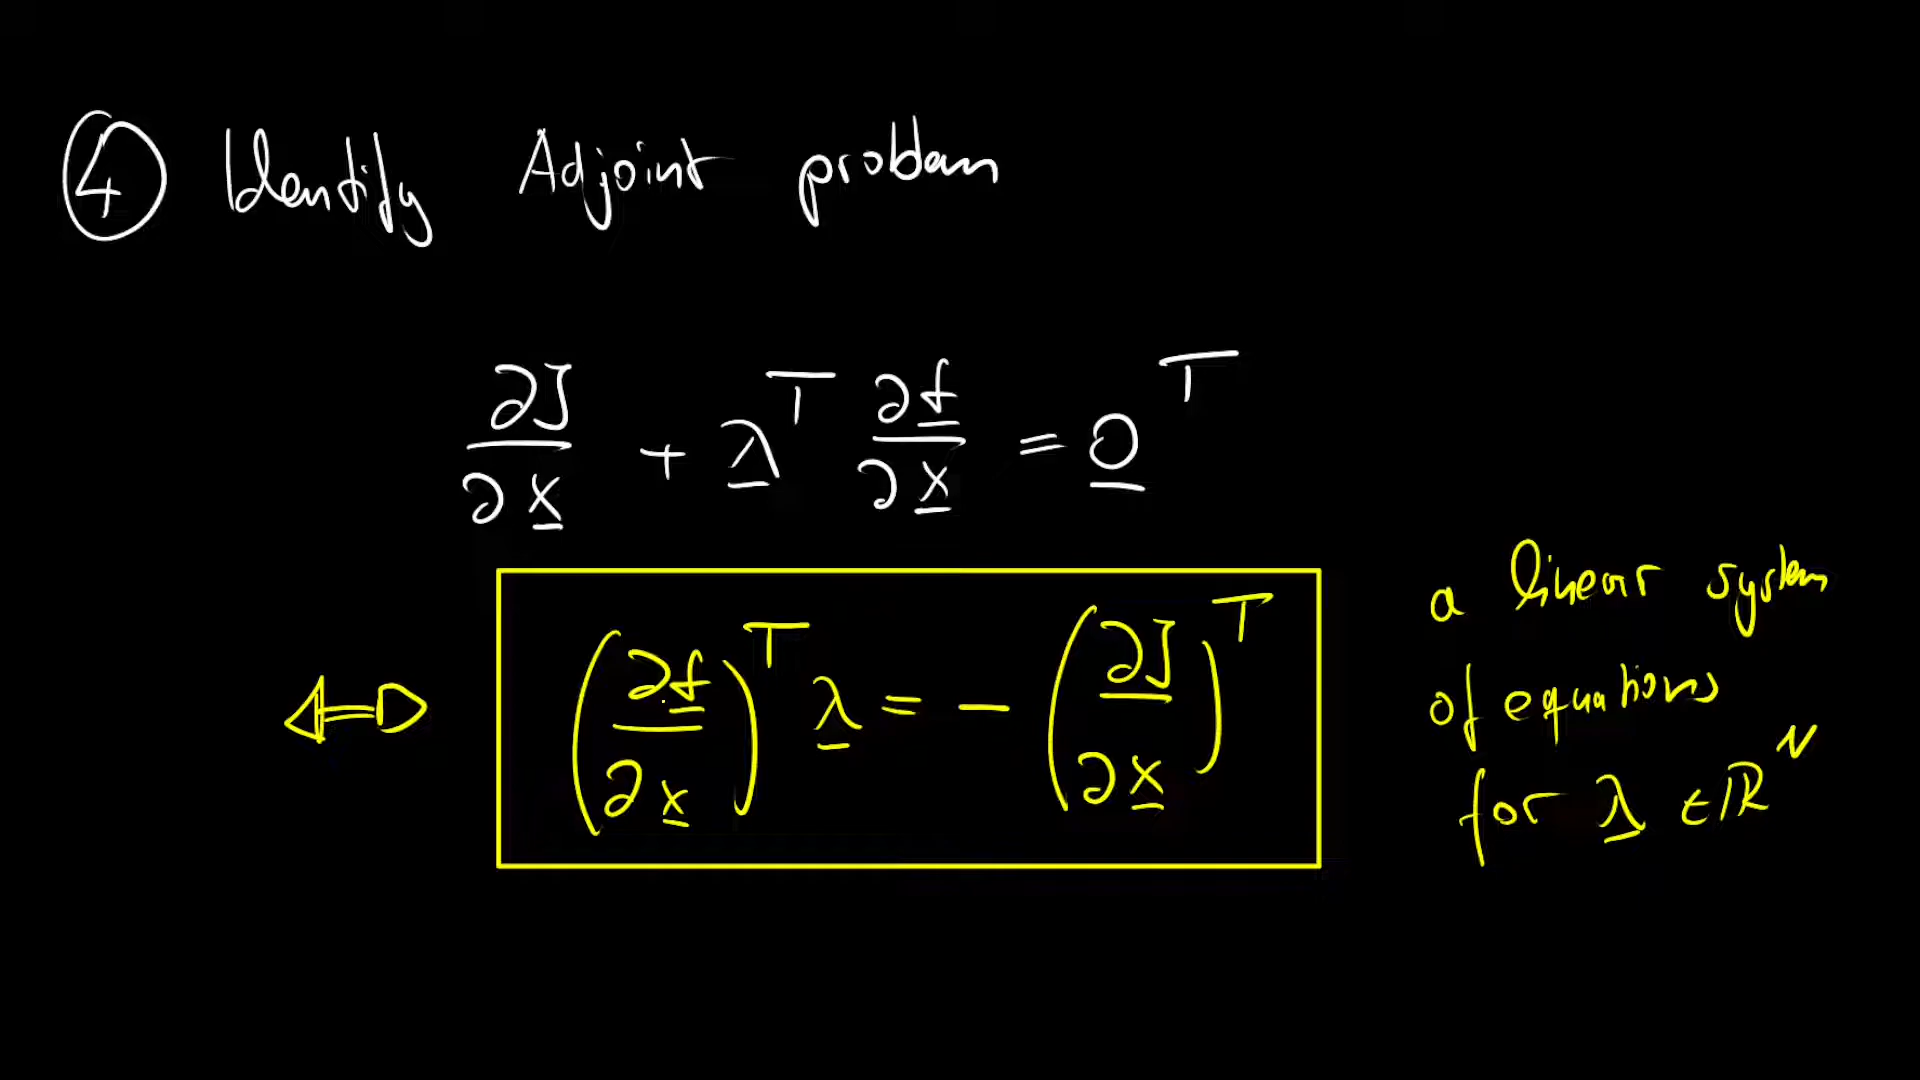 ④ Identify Adjoint problem
∂J/∂x + λ^T ∂f/∂x = 0^T
⇔ (∂f/∂x)^T λ = - (∂J/∂x)^T
a linear system
of equations
for λ ∈ ℝ^N